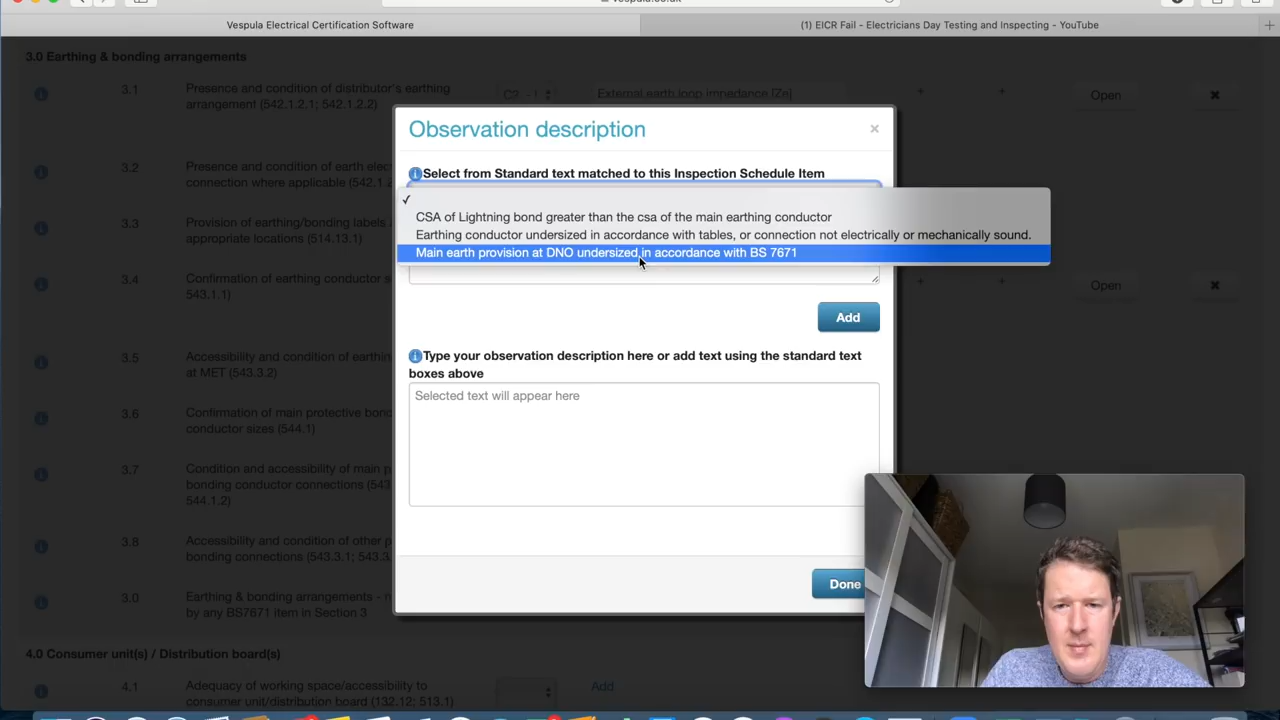 Vespula Electrical Certification Software
(1) EICR Fail - Electricians Day Testing and Inspecting - YouTube
3.0 Earthing & bonding arrangements
3.1
Presence and condition of distributor's earthing
arrangement (542.1.2.1; 542.1.2.2)
C2
External earth loop impedance [Ze]
+
+
Open
✖
3.2
Presence and condition of earth
connection where applicable (542.1
3.3
Provision of earthing/bonding labels
appropriate locations (514.13.1)
3.4
Confirmation of earthing conductor
543.1.1)
+
+
Open
✖
3.5
Accessibility and condition of
at MET (543.3.2)
3.6
Confirmation of main protective
conductor sizes (544.1)
3.7
Condition and accessibility of main
bonding conductor connections
544.1.2)
3.8
Accessibility and condition of other
bonding connections (543.3.1;
3.0
Earthing & bonding arrangements -
by any BS7671 item in Section 3
4.0 Consumer unit(s) / Distribution board(s)
4.1
Adequacy of working space/accessibility to
consumer unit/distribution board (132.12; 513.1)
Add
Observation description
×
Select from Standard text matched to this Inspection Schedule Item
✓
CSA of Lightning bond greater than the csa of the main earthing conductor
Earthing conductor undersized in accordance with tables, or connection not electrically or mechanically sound.
Main earth provision at DNO undersized in accordance with BS 7671
Add
Type your observation description here or add text using the standard text
boxes above
Selected text will appear here
Done